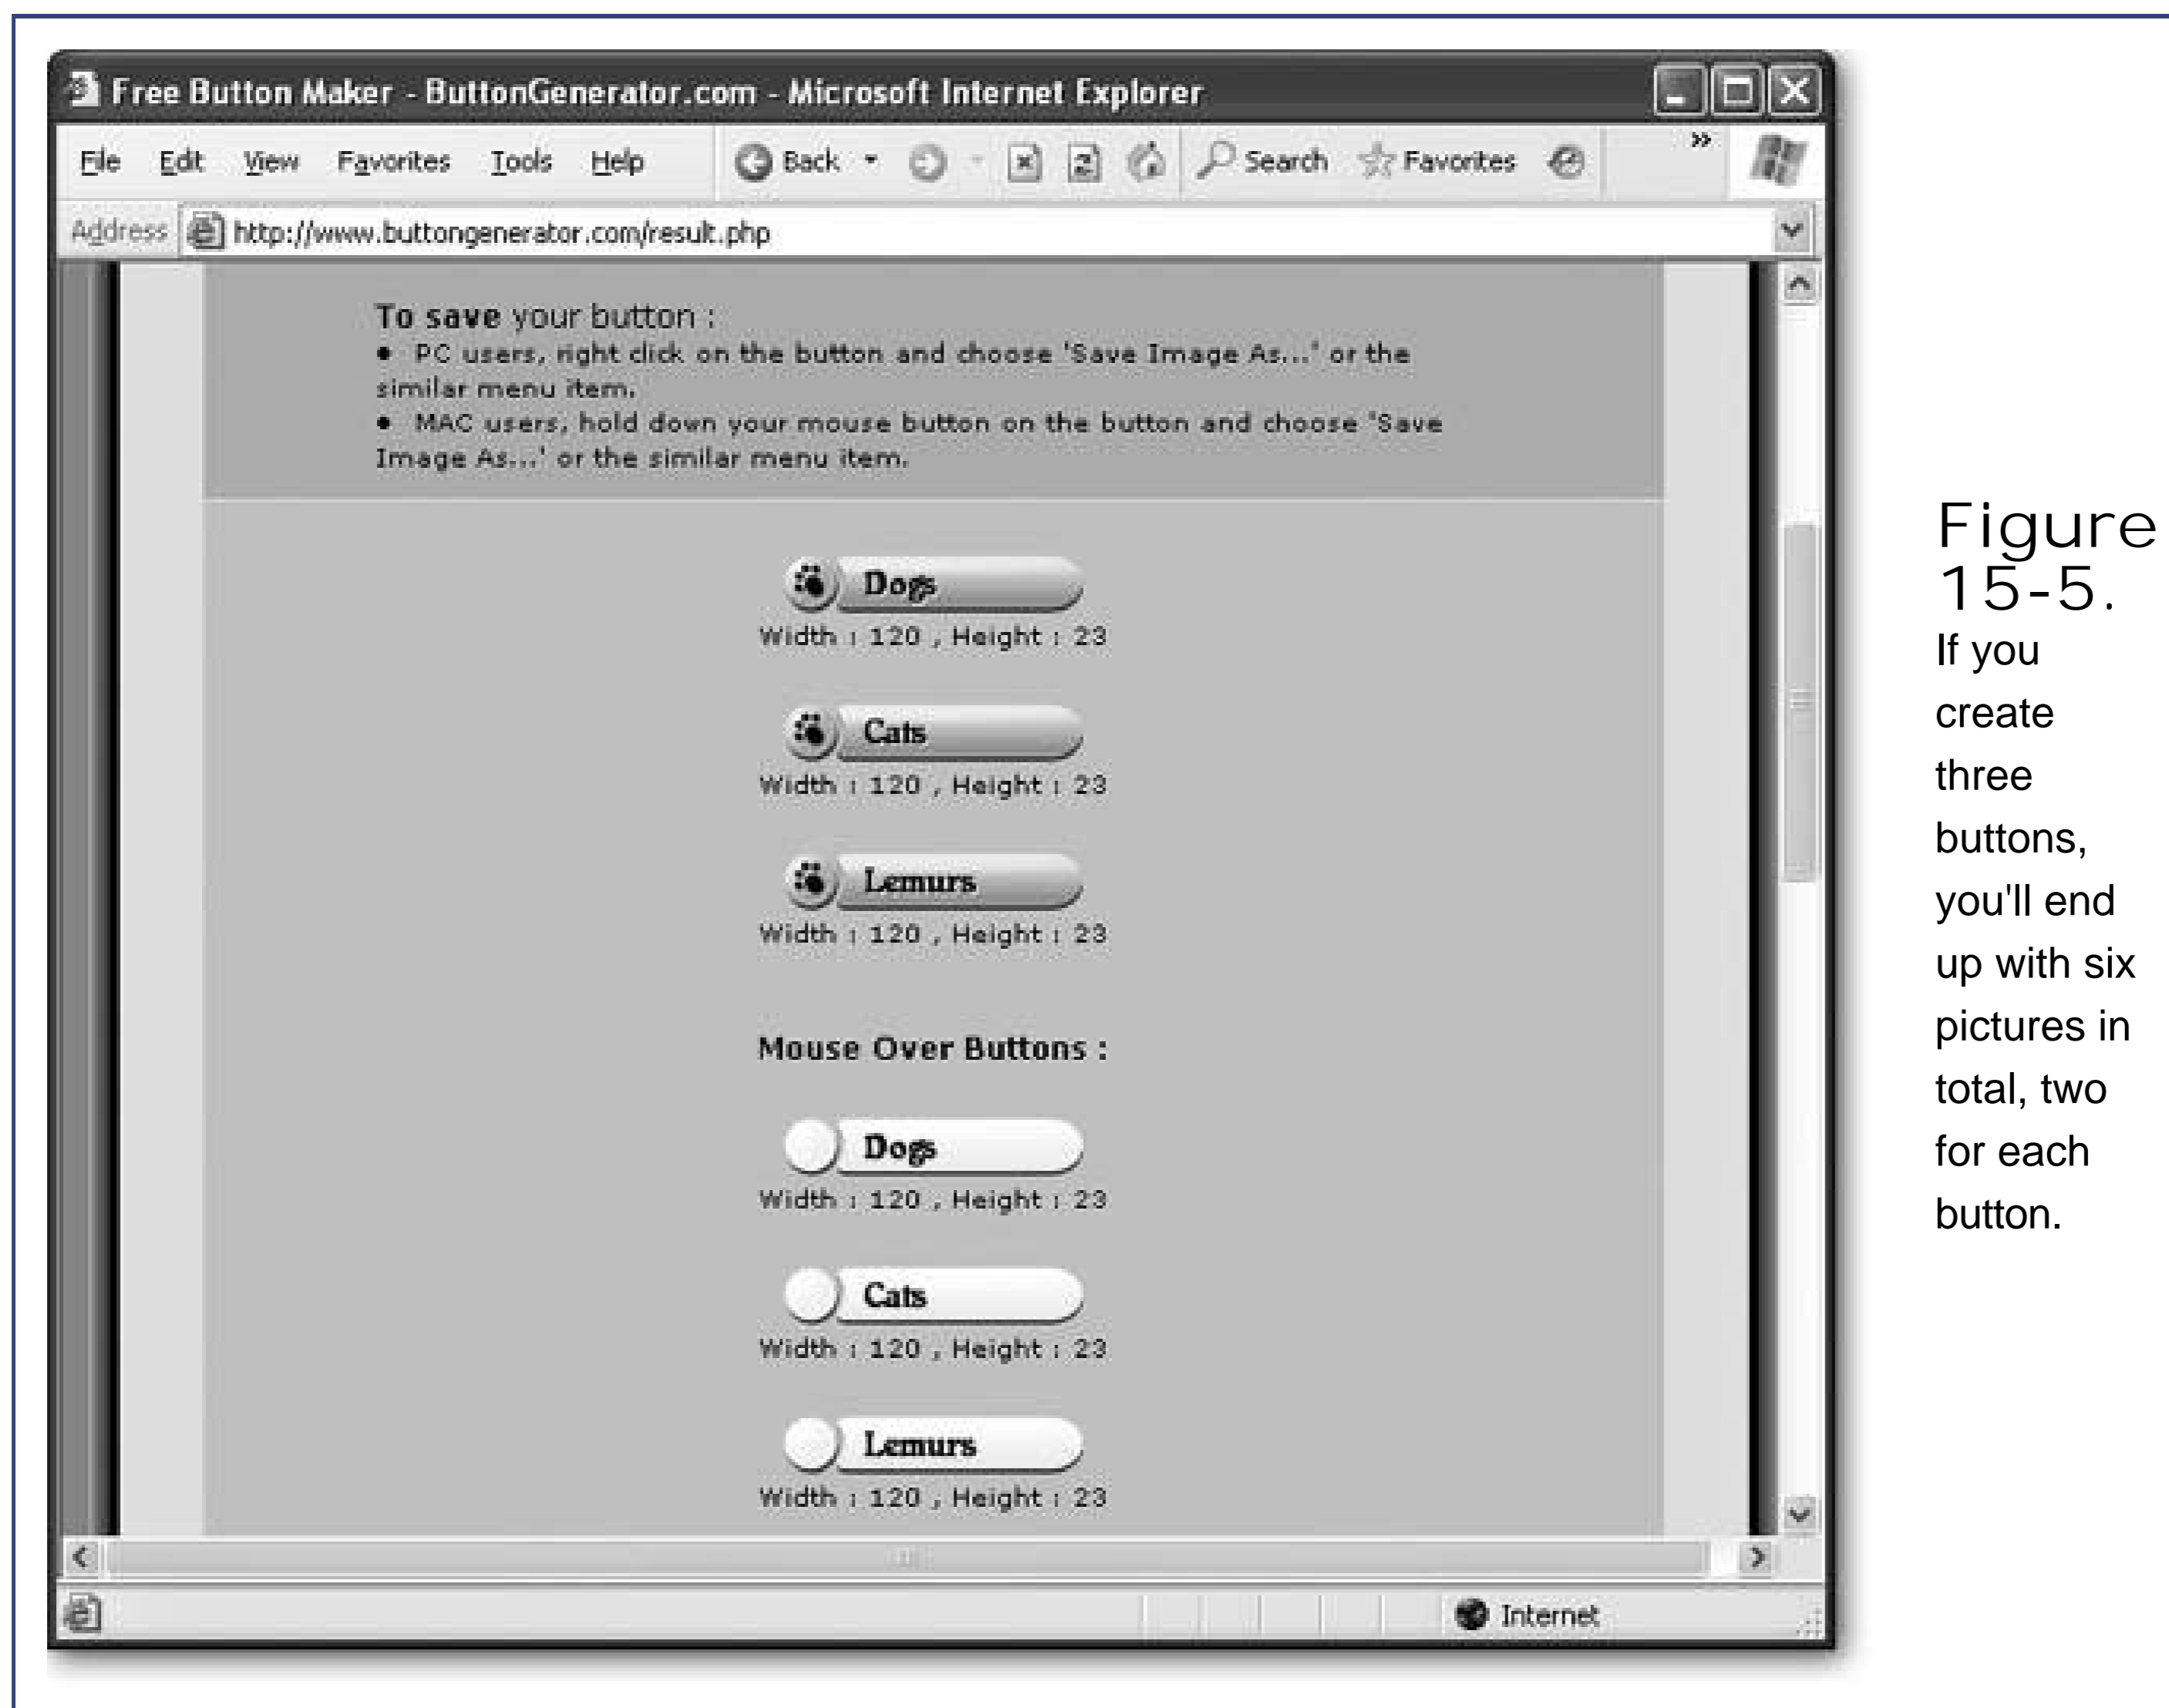 Free Button Maker - ButtonGenerator.com - Microsoft Internet Explorer
File Edit View Favorites Tools Help Back Search Favorites »
Address http://www.buttongenerator.com/result.php
To save your button :
• PC users, right click on the button and choose 'Save Image As...' or the
similar menu item.
• MAC users, hold down your mouse button on the button and choose 'Save
Image As...' or the similar menu item.
Dogs
Width : 120 , Height : 23
Cats
Width : 120 , Height : 23
Lemurs
Width : 120 , Height : 23
Mouse Over Buttons :
Dogs
Width : 120 , Height : 23
Cats
Width : 120 , Height : 23
Lemurs
Width : 120 , Height : 23
Internet
Figure
15-5.
If you
create
three
buttons,
you'll end
up with six
pictures in
total, two
for each
button.